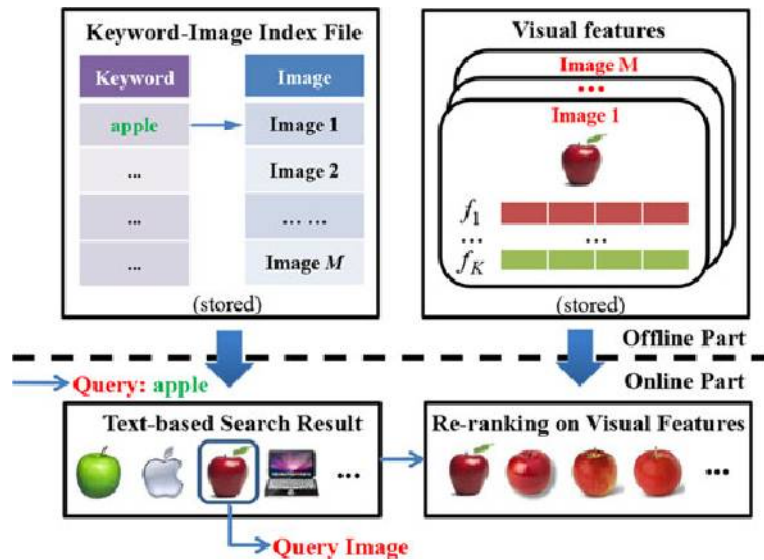 Keyword-Image Index File
Keyword
Image
apple
Image 1
...
Image 2
...
... ...
...
Image M
(stored)
Visual features
Image M
...
Image 1
f1
...
...
fK
(stored)
Offline Part
Online Part
Query: apple
Text-based Search Result
...
Query Image
Re-ranking on Visual Features
...